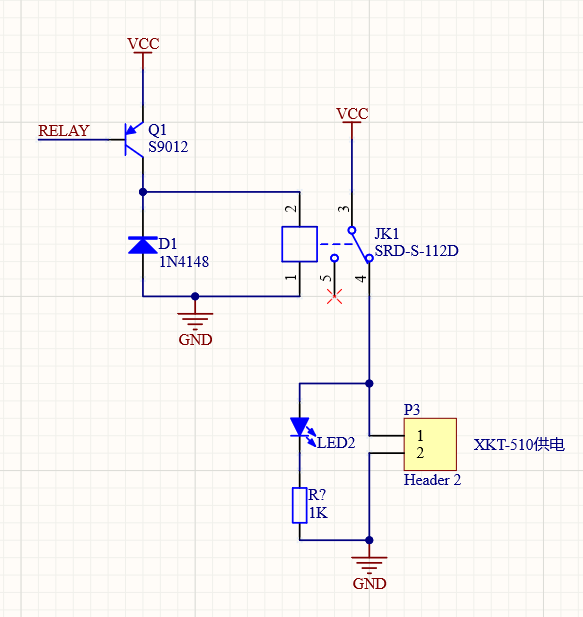 VCC
RELAY
Q1
S9012
VCC
2
3
JK1
SRD-S-112D
D1
1N4148
1
5
4
GND
P3
1
2
XKT-510供电
LED2
Header 2
R?
1K
GND